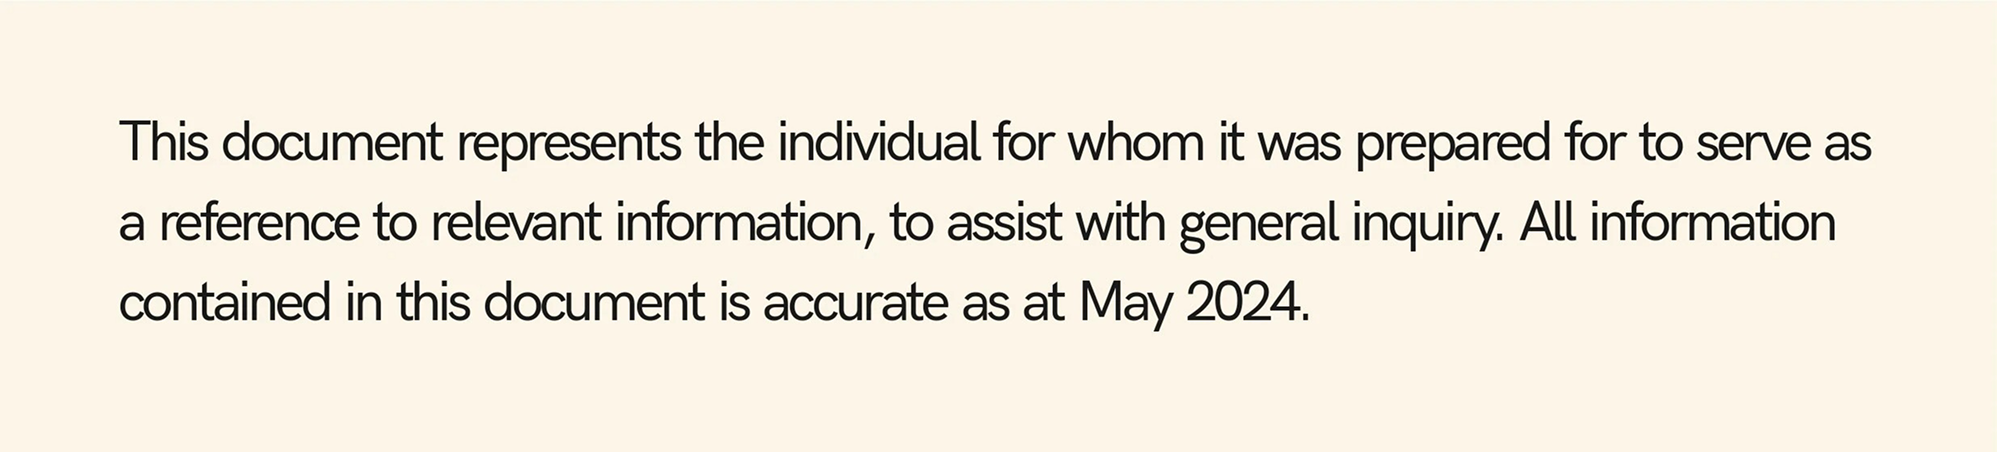 This document represents the individual for whom it was prepared for to serve as
a reference to relevant information, to assist with general inquiry. All information
contained in this document is accurate as at May 2024.